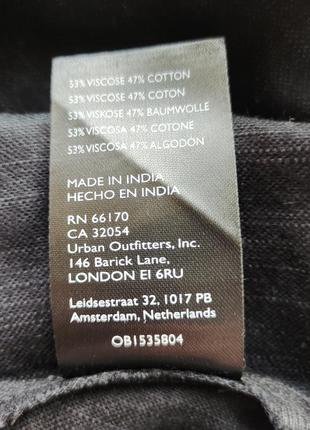 53% VISCOSE 47% COTTON
53% VISCOSE 47% COTON
53% VISKOSE 47% BAUMWOLLE
53% VISCOSA 47% COTONE
53% VISCOSA 47% ALGODÓN
MADE IN INDIA
HECHO EN INDIA
RN 66170
CA 32054
Urban Outfitters, Inc.
146 Barick Lane,
LONDON E1 6RU
Leidsestraat 32, 1017 PB
Amsterdam, Netherlands
OB1535804